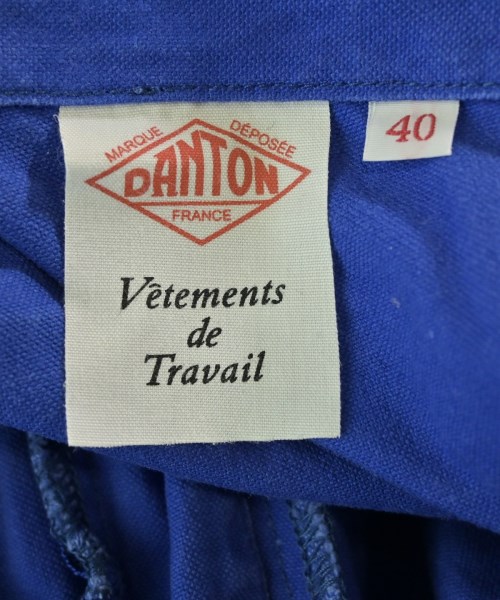 MARQUE DÉPOSÉE
DANTON
FRANCE
Vêtements
de
Travail
40